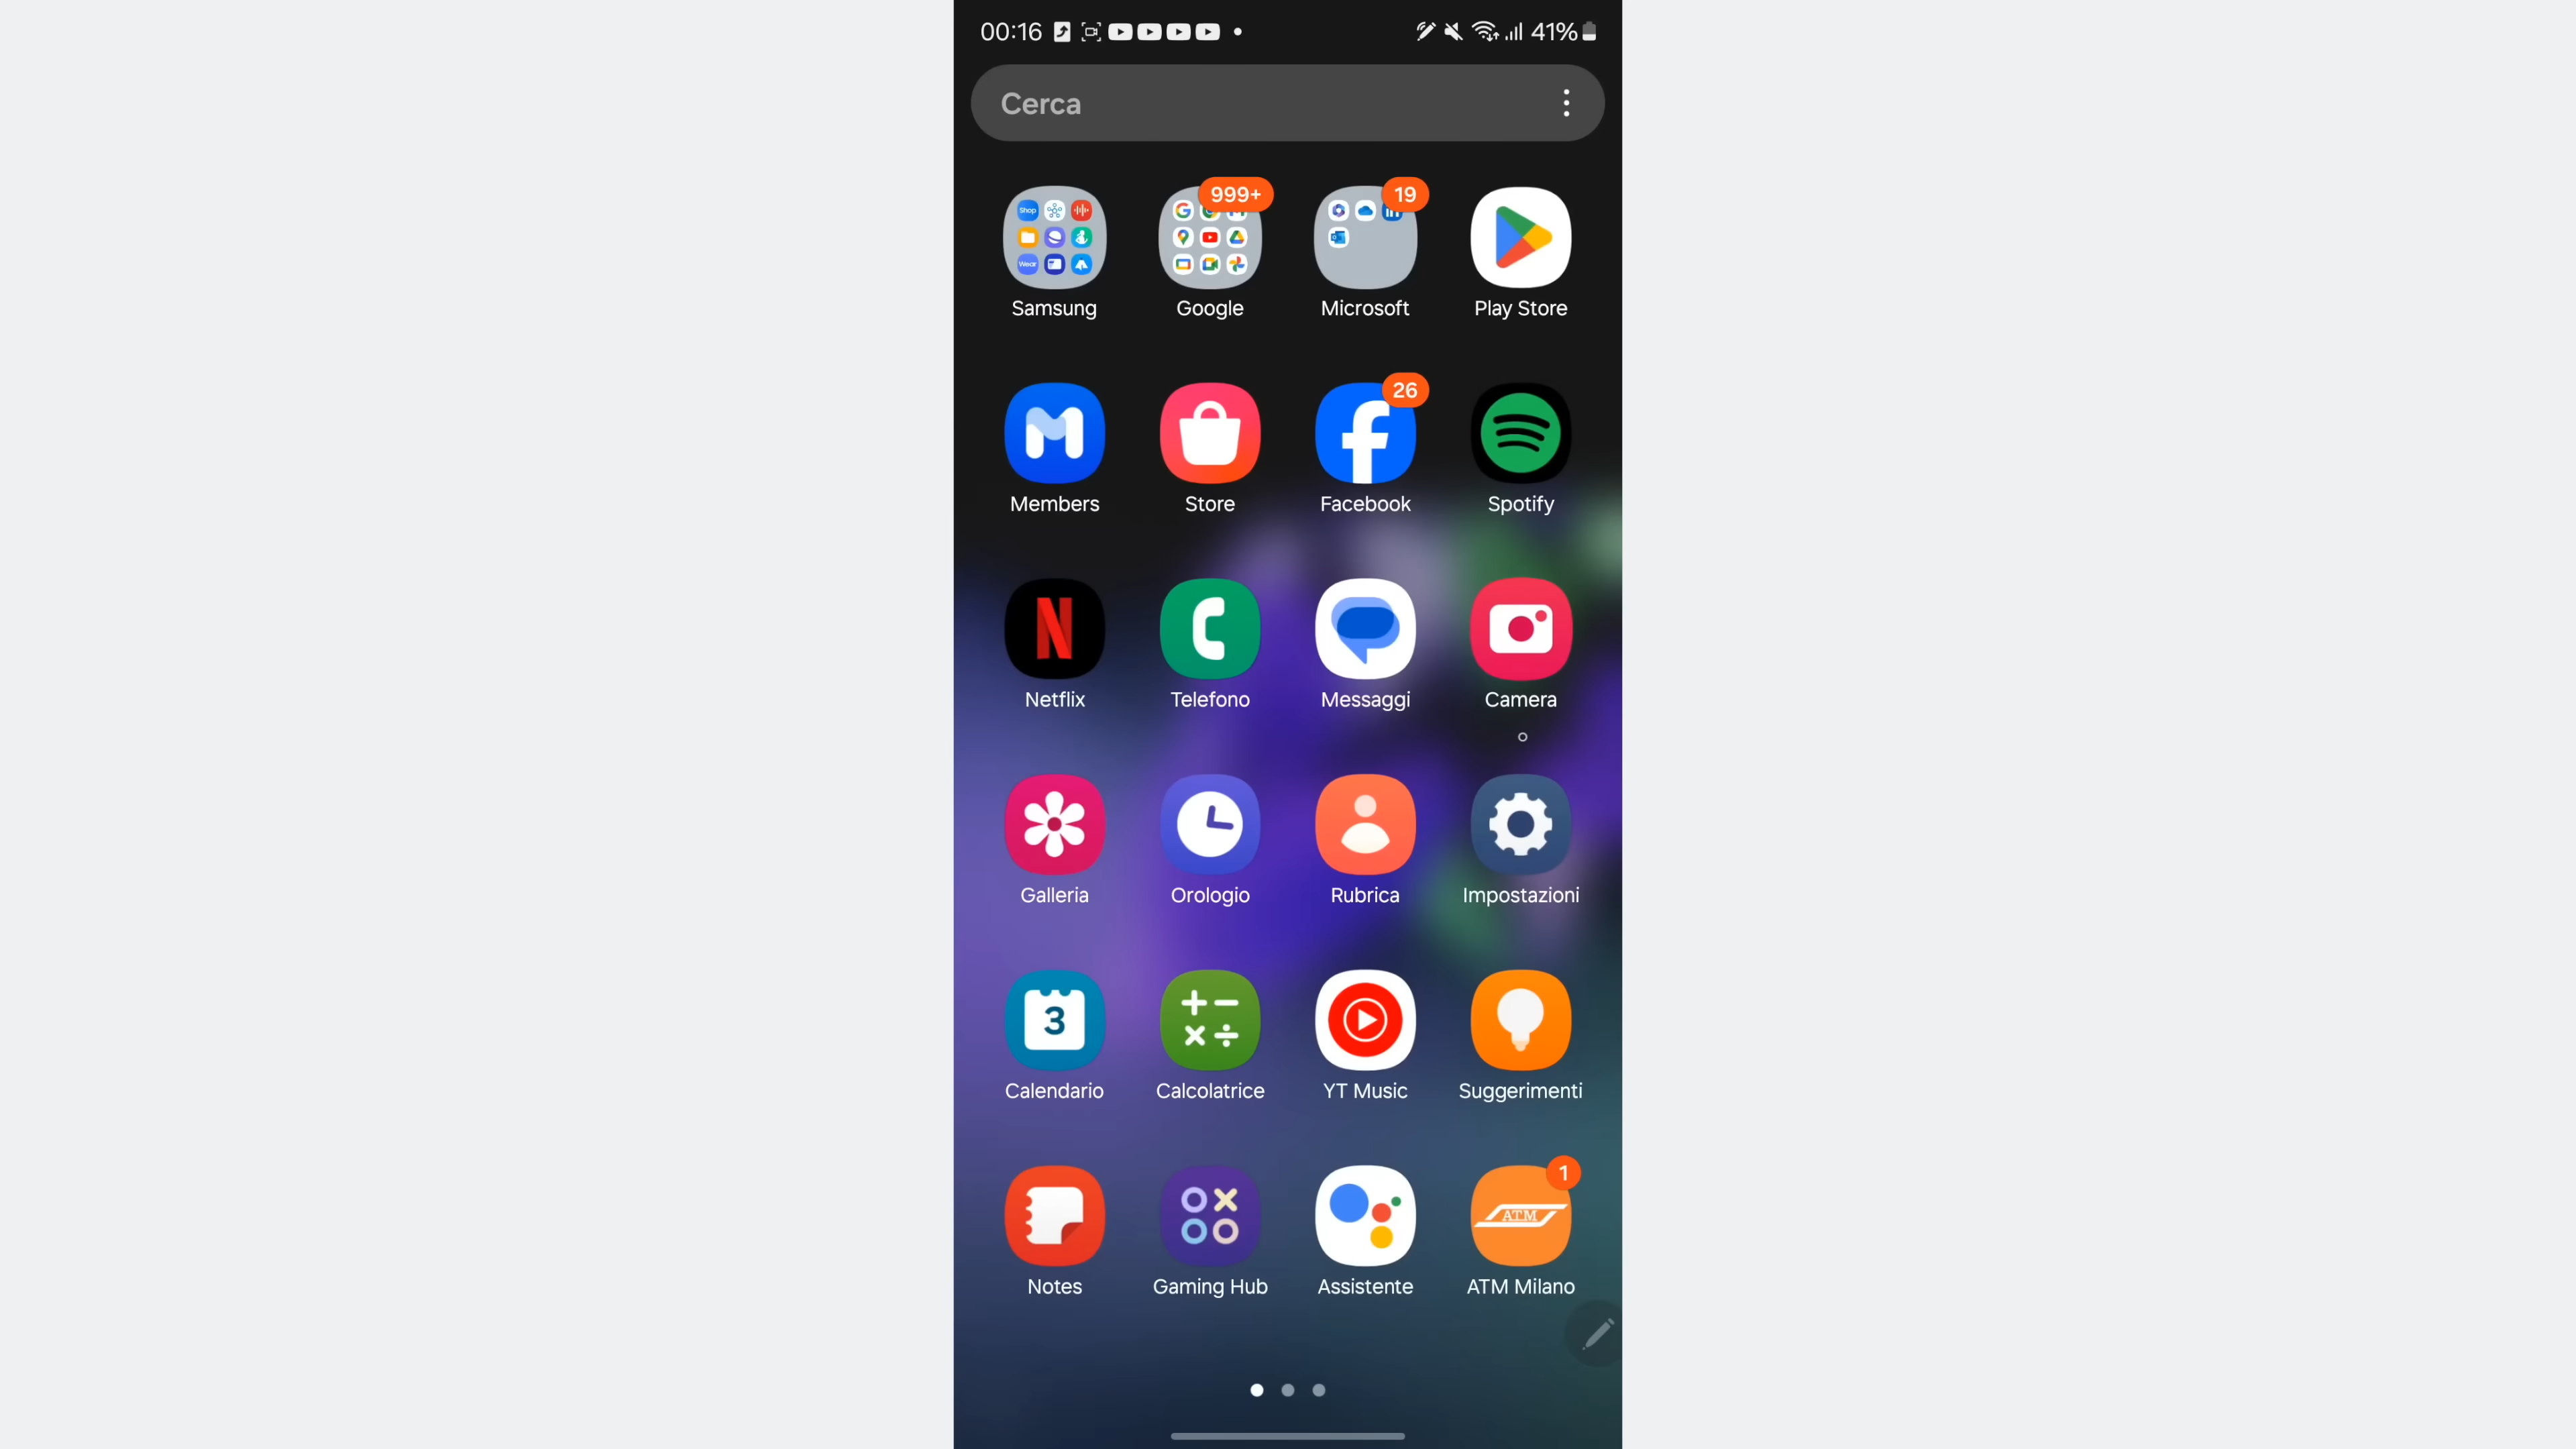 00:16 41%
Cerca
Shop
Wear
999+ 19
Samsung Google Microsoft Play Store
26
Members Store Facebook Spotify
Netflix Telefono Messaggi Camera
Galleria Orologio Rubrica Impostazioni
3
Calendario Calcolatrice YT Music Suggerimenti
1
ATM
Notes Gaming Hub Assistente ATM Milano